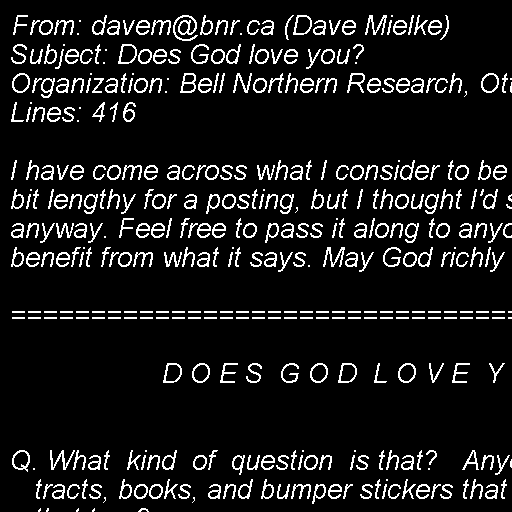 From: davem@bnr.ca (Dave Mielke)
Subject: Does God love you?
Organization: Bell Northern Research,
Lines: 416
I have come across what I consider to be
bit lengthy for a posting, but I thought I'd
anyway. Feel free to pass it along to
benefit from what it says. May God richly
=================================
D O E S  G O D  L O V E  Y
Q. What  kind  of  question  is that?
tracts, books, and bumper stickers that